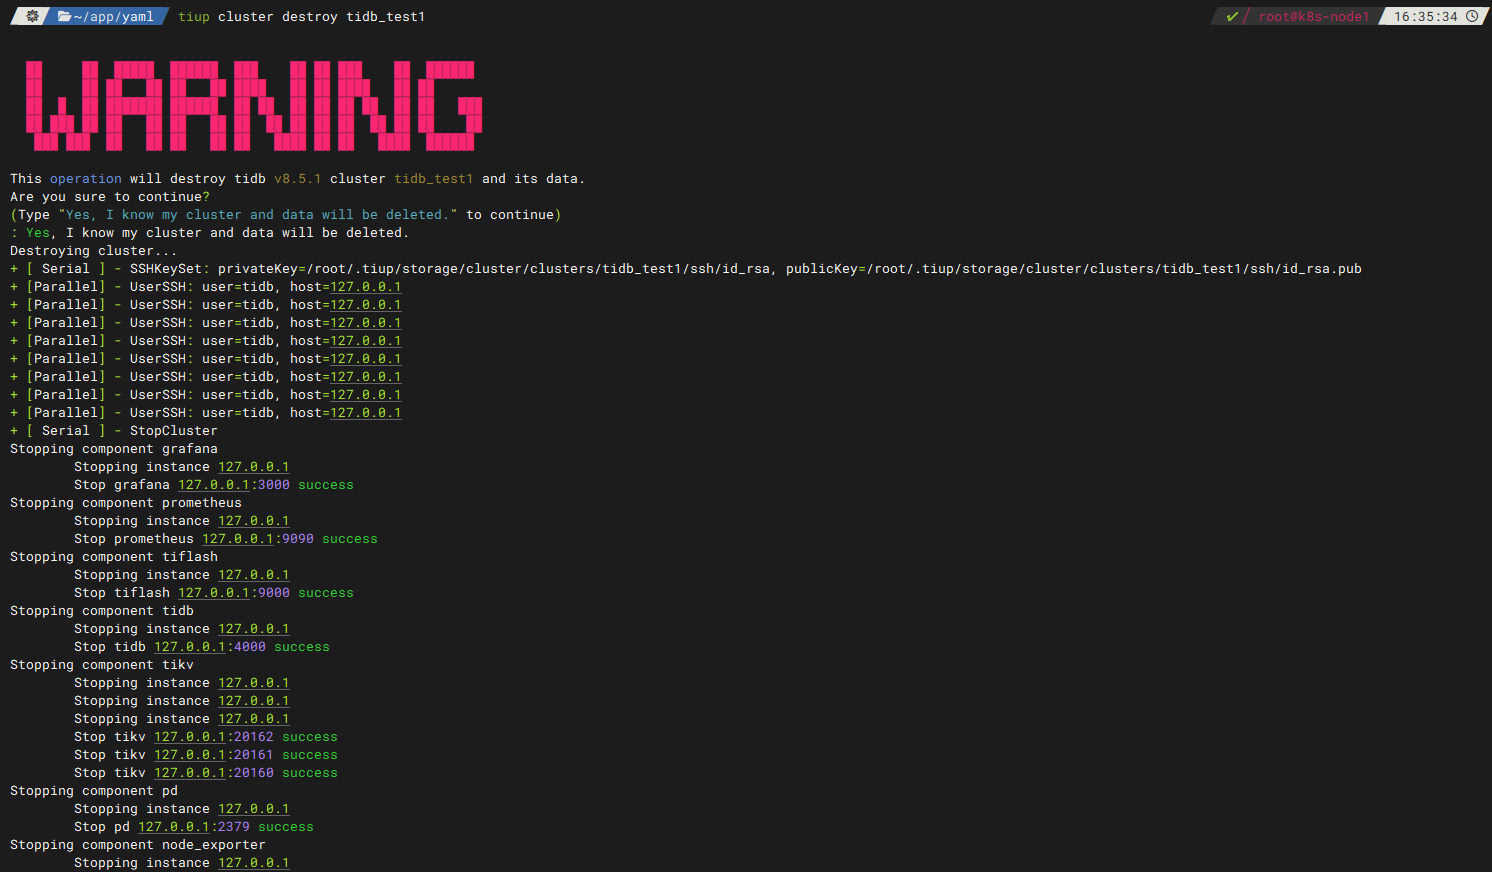 ~/app/yaml tiup cluster destroy tidb_test1 ✔ root@k8s-node1 16:35:34
WARNING
This operation will destroy tidb v8.5.1 cluster tidb_test1 and its data.
Are you sure to continue?
(Type "Yes, I know my cluster and data will be deleted." to continue)
: Yes, I know my cluster and data will be deleted.
Destroying cluster...
+ [ Serial ] - SSHKeySet: privateKey=/root/.tiup/storage/cluster/clusters/tidb_test1/ssh/id_rsa, publicKey=/root/.tiup/storage/cluster/clusters/tidb_test1/ssh/id_rsa.pub
+ [Parallel] - UserSSH: user=tidb, host=127.0.0.1
+ [Parallel] - UserSSH: user=tidb, host=127.0.0.1
+ [Parallel] - UserSSH: user=tidb, host=127.0.0.1
+ [Parallel] - UserSSH: user=tidb, host=127.0.0.1
+ [Parallel] - UserSSH: user=tidb, host=127.0.0.1
+ [Parallel] - UserSSH: user=tidb, host=127.0.0.1
+ [Parallel] - UserSSH: user=tidb, host=127.0.0.1
+ [Parallel] - UserSSH: user=tidb, host=127.0.0.1
+ [ Serial ] - StopCluster
Stopping component grafana
Stopping instance 127.0.0.1
Stop grafana 127.0.0.1:3000 success
Stopping component prometheus
Stopping instance 127.0.0.1
Stop prometheus 127.0.0.1:9090 success
Stopping component tiflash
Stopping instance 127.0.0.1
Stop tiflash 127.0.0.1:9000 success
Stopping component tidb
Stopping instance 127.0.0.1
Stop tidb 127.0.0.1:4000 success
Stopping component tikv
Stopping instance 127.0.0.1
Stopping instance 127.0.0.1
Stopping instance 127.0.0.1
Stop tikv 127.0.0.1:20162 success
Stop tikv 127.0.0.1:20161 success
Stop tikv 127.0.0.1:20160 success
Stopping component pd
Stopping instance 127.0.0.1
Stop pd 127.0.0.1:2379 success
Stopping component node_exporter
Stopping instance 127.0.0.1